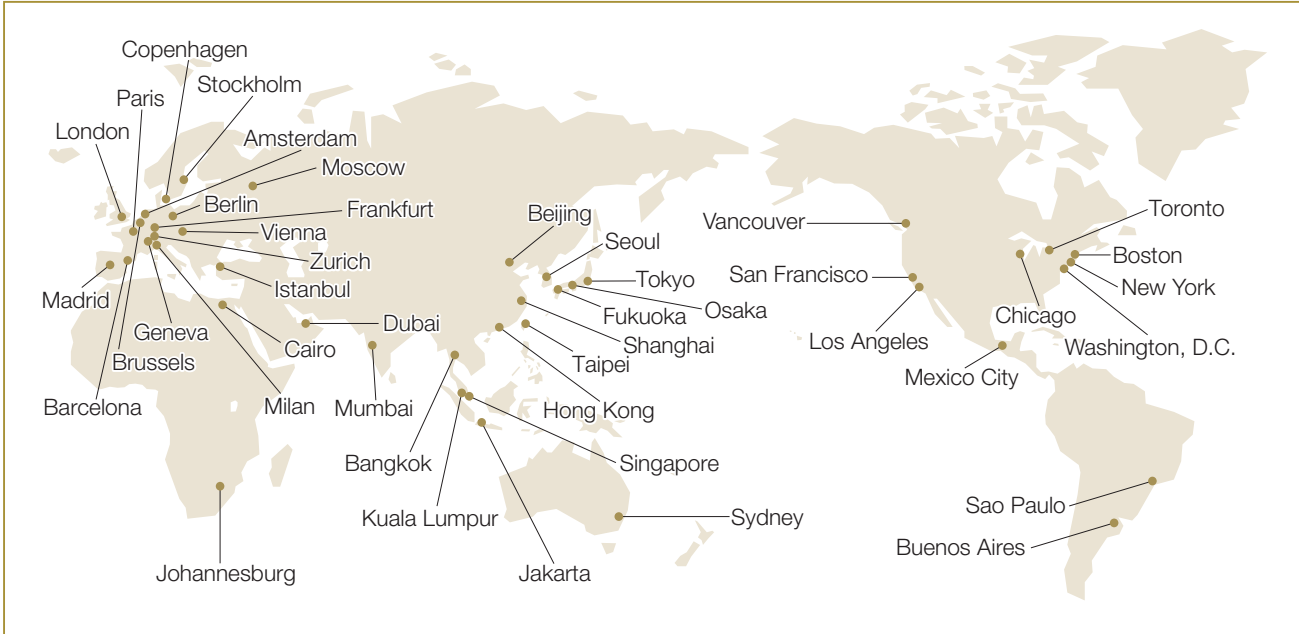 Copenhagen
Stockholm
Paris
London
Amsterdam
Moscow
Berlin
Frankfurt
Vienna
Zurich
Istanbul
Madrid
Geneva
Brussels
Barcelona
Milan
Cairo
Dubai
Mumbai
Johannesburg
Beijing
Seoul
Tokyo
Osaka
Fukuoka
Shanghai
Taipei
Hong Kong
Bangkok
Singapore
Kuala Lumpur
Jakarta
Sydney
Vancouver
San Francisco
Los Angeles
Toronto
Boston
New York
Chicago
Washington, D.C.
Mexico City
Sao Paulo
Buenos Aires